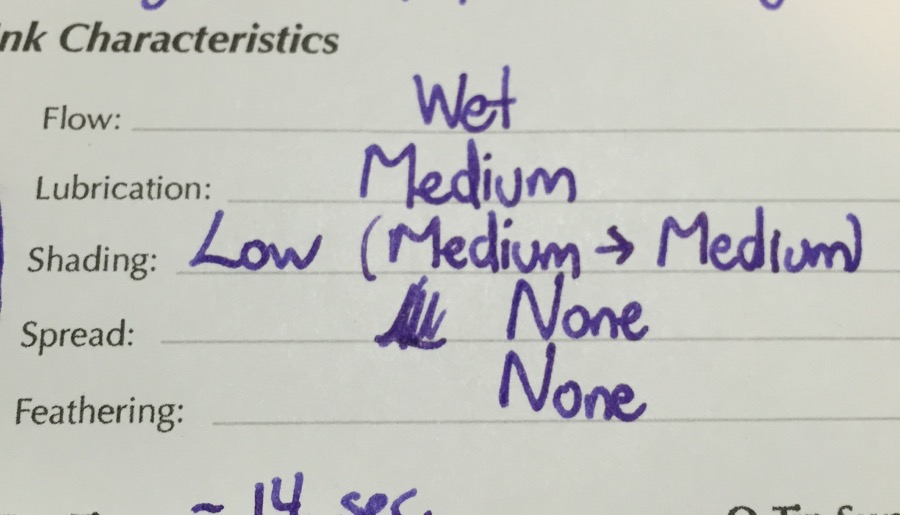 nk Characteristics
Flow: Wet
Lubrication: Medium
Shading: Low (Medium → Medium)
Spread: None
Feathering: None
~ 14 sec.